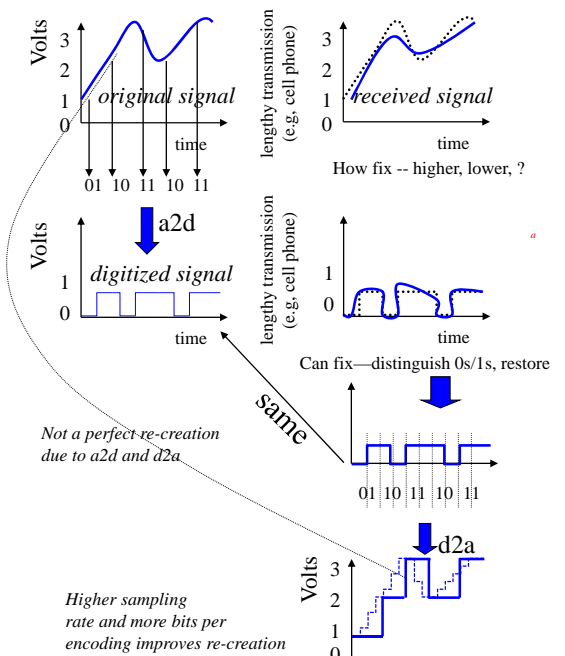 Volts
3
2
1
0
original signal
time
01 10 11 10 11
lengthy transmission
(e.g, cell phone)
3
2
1
0
received signal
time
How fix -- higher, lower, ?
a2d
Volts
1
0
digitized signal
time
lengthy transmission
(e.g, cell phone)
1
0
time
a
Can fix—distinguish 0s/1s, restore
same
01 10 11 10 11
Not a perfect re-creation
due to a2d and d2a
d2a
Volts
3
2
1
0
Higher sampling
rate and more bits per
encoding improves re-creation